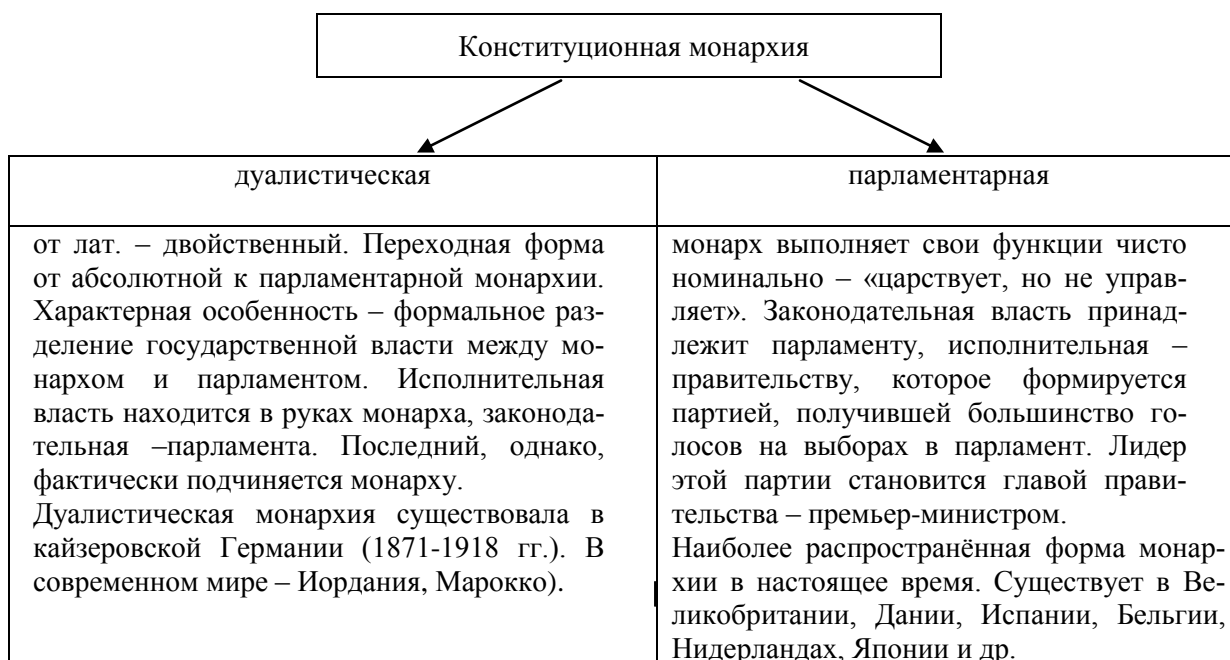 Конституционная монархия
дуалистическая
парламентарная
от лат. – двойственный. Переходная форма
от абсолютной к парламентарной монархии.
Характерная особенность – формальное раз-
деление государственной власти между мо-
нархом и парламентом. Исполнительная
власть находится в руках монарха, законода-
тельная –парламента. Последний, однако,
фактически подчиняется монарху.
Дуалистическая монархия существовала в
кайзеровской Германии (1871-1918 гг.). В
современном мире – Иордания, Марокко).
монарх выполняет свои функции чисто
номинально – «царствует, но не управ-
ляет». Законодательная власть принад-
лежит парламенту, исполнительная –
правительству, которое формируется
партией, получившей большинство го-
лосов на выборах в парламент. Лидер
этой партии становится главой прави-
тельства – премьер-министром.
Наиболее распространённая форма монар-
хии в настоящее время. Существует в Ве-
ликобритании, Дании, Испании, Бельгии,
Нидерландах, Японии и др.